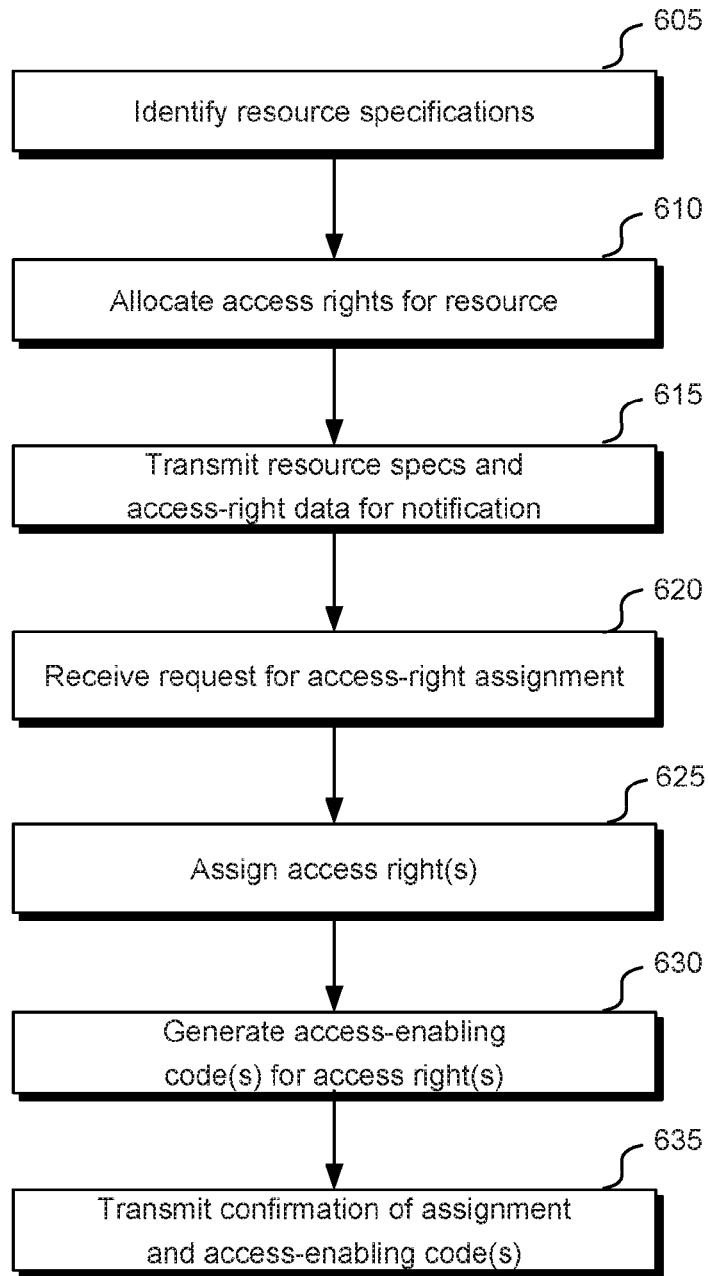 605
Identify resource specifications
610
Allocate access rights for resource
615
Transmit resource specs and
access-right data for notification
620
Receive request for access-right assignment
625
Assign access right(s)
630
Generate access-enabling
code(s) for access right(s)
635
Transmit confirmation of assignment
and access-enabling code(s)